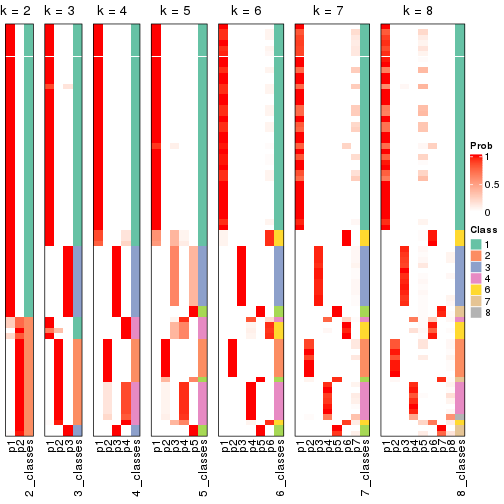 k = 2 k = 3 k = 4 k = 5 k = 6 k = 7 k = 8
Prob
1
0.5
0
Class
1
2
3
4
6
7
8
p1 p2 2_classes
p1 p2 p3 3_classes
p1 p2 p3 p4 4_classes
p1 p2 p3 p4 p5 5_classes
p1 p2 p3 p4 p5 p6 6_classes
p1 p2 p3 p4 p5 p6 p7 7_classes
p1 p2 p3 p4 p5 p6 p7 p8 8_classes